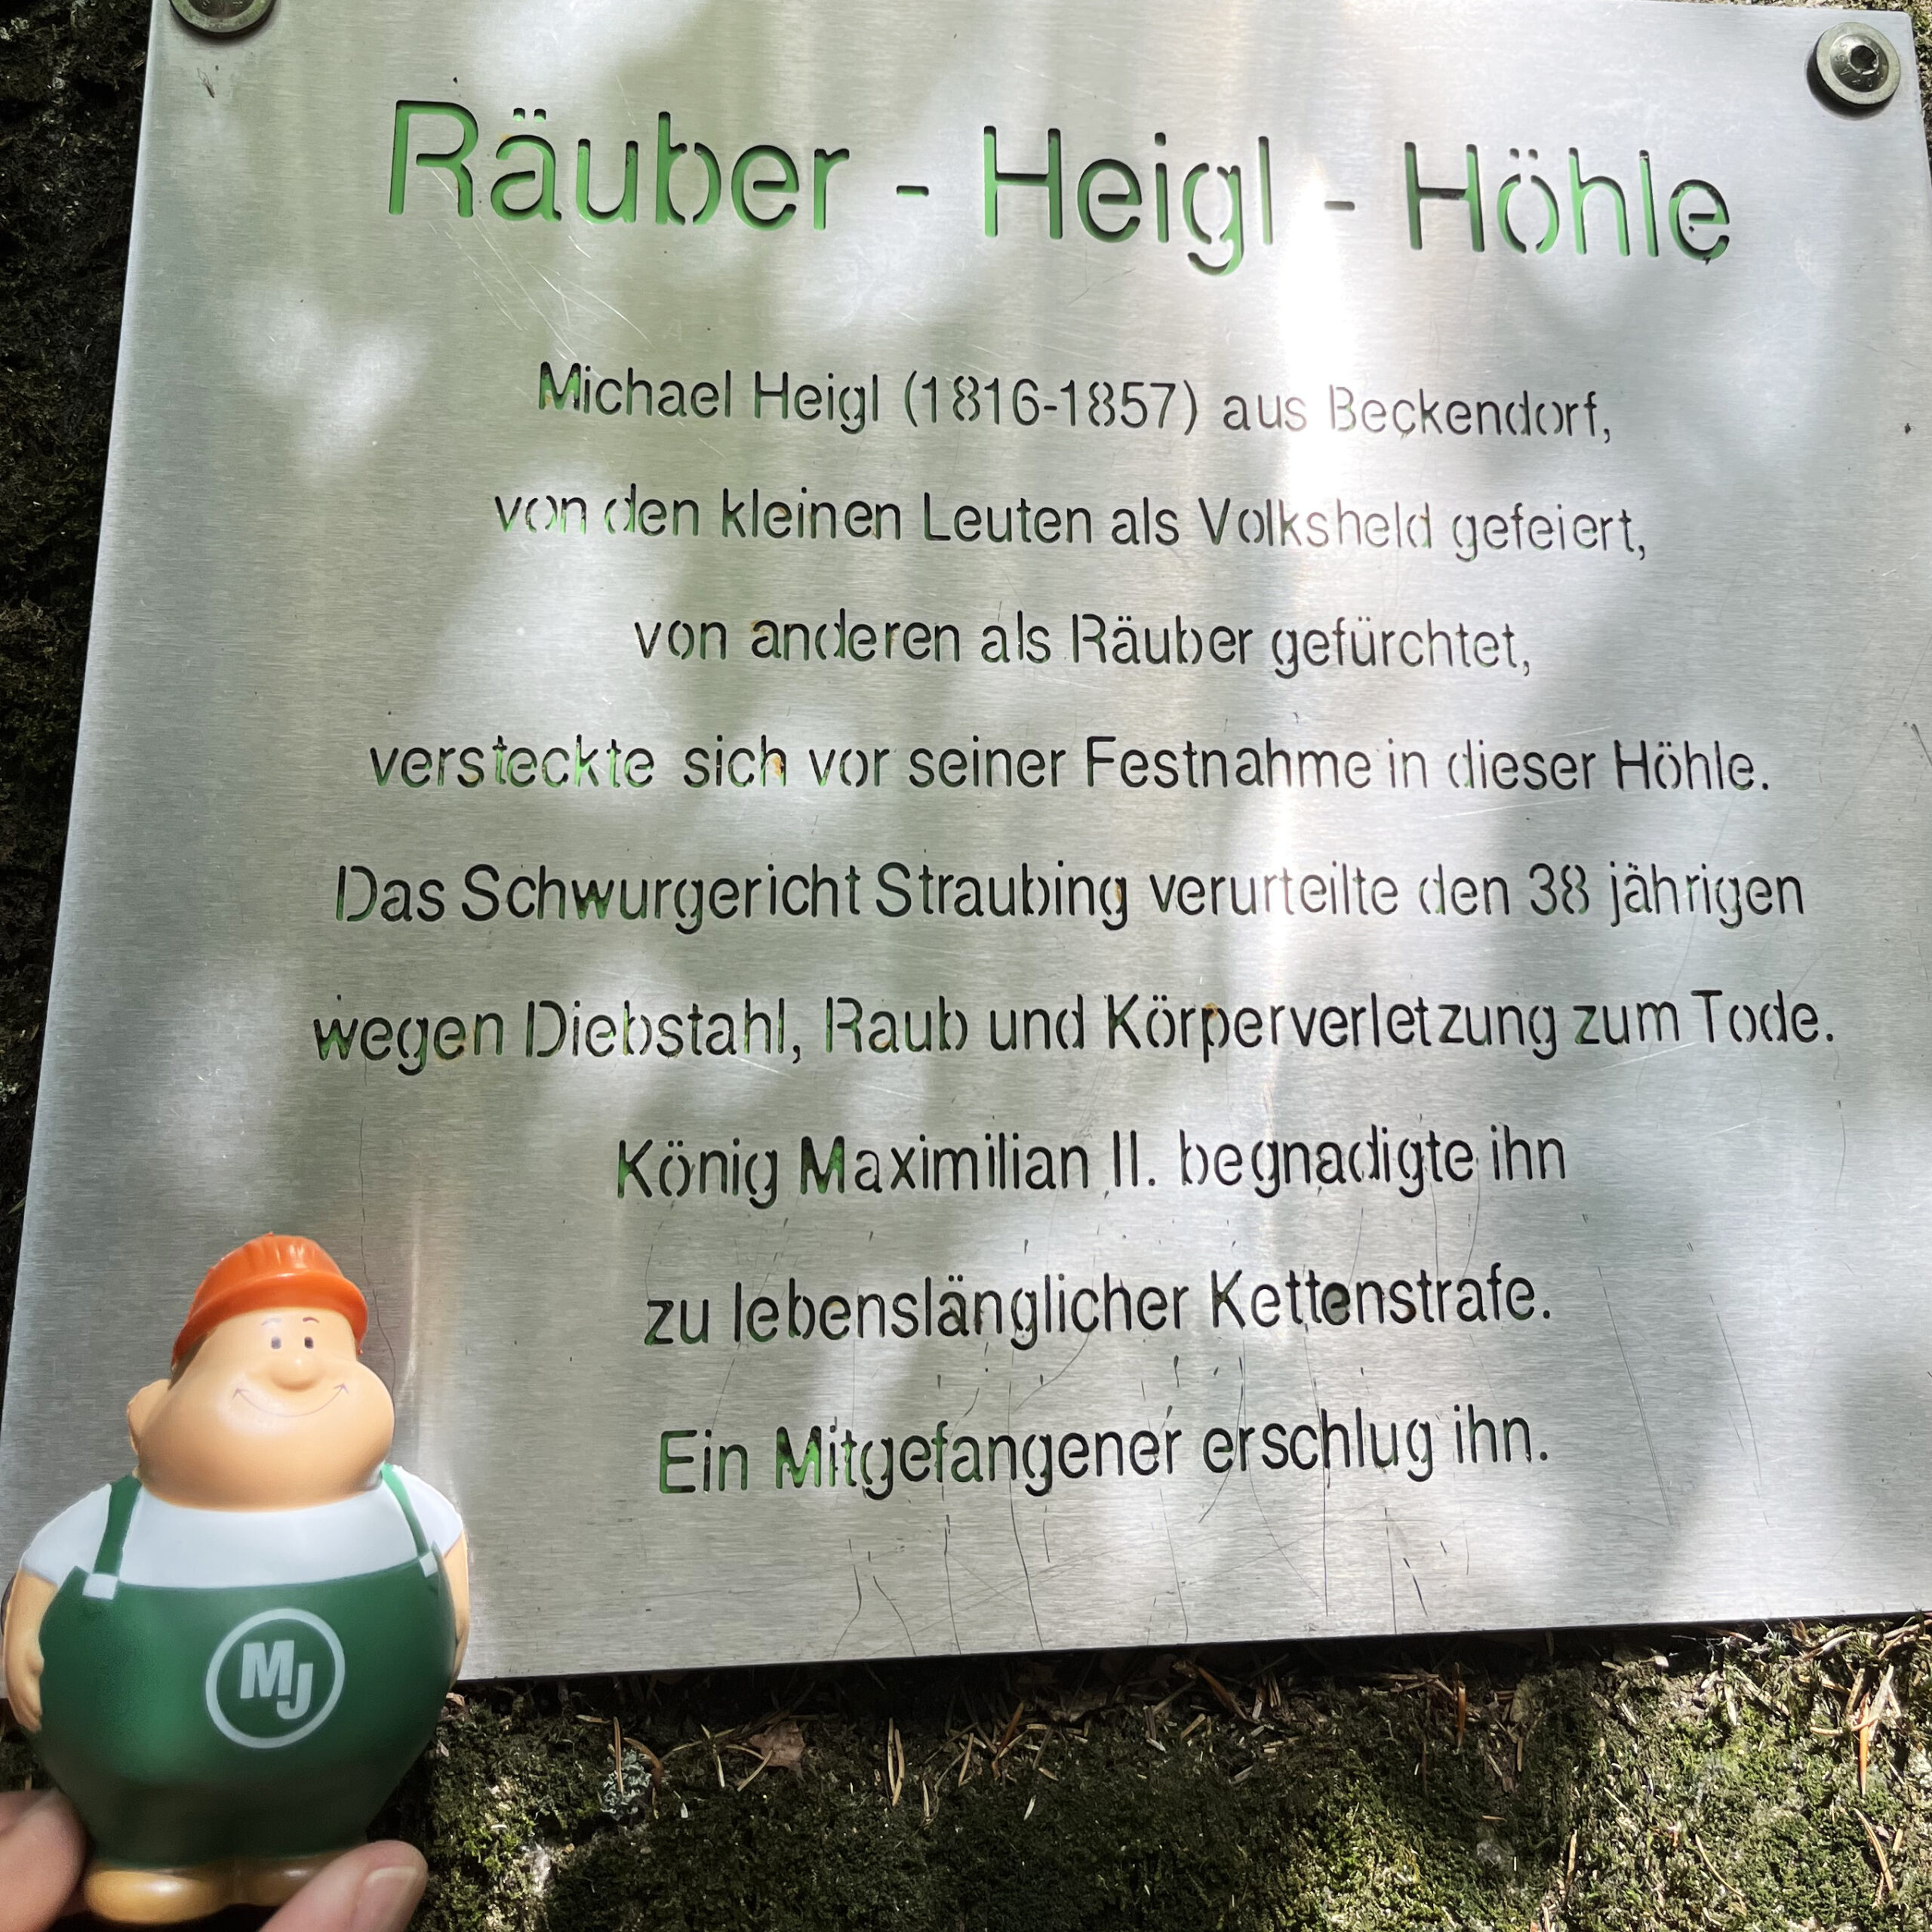 Räuber - Heigl - Höhle
Michael Heigl (1816-1857) aus Beckendorf,
von den kleinen Leuten als Volksheld gefeiert,
von anderen als Räuber gefürchtet,
versteckte sich vor seiner Festnahme in dieser Höhle.
Das Schwurgericht Straubing verurteilte den 38 jährigen
wegen Diebstahl, Raub und Körperverletzung zum Tode.
König Maximilian II. begnadigte ihn
zu lebenslänglicher Kettenstrafe.
Ein Mitgefangener erschlug ihn.
MJ